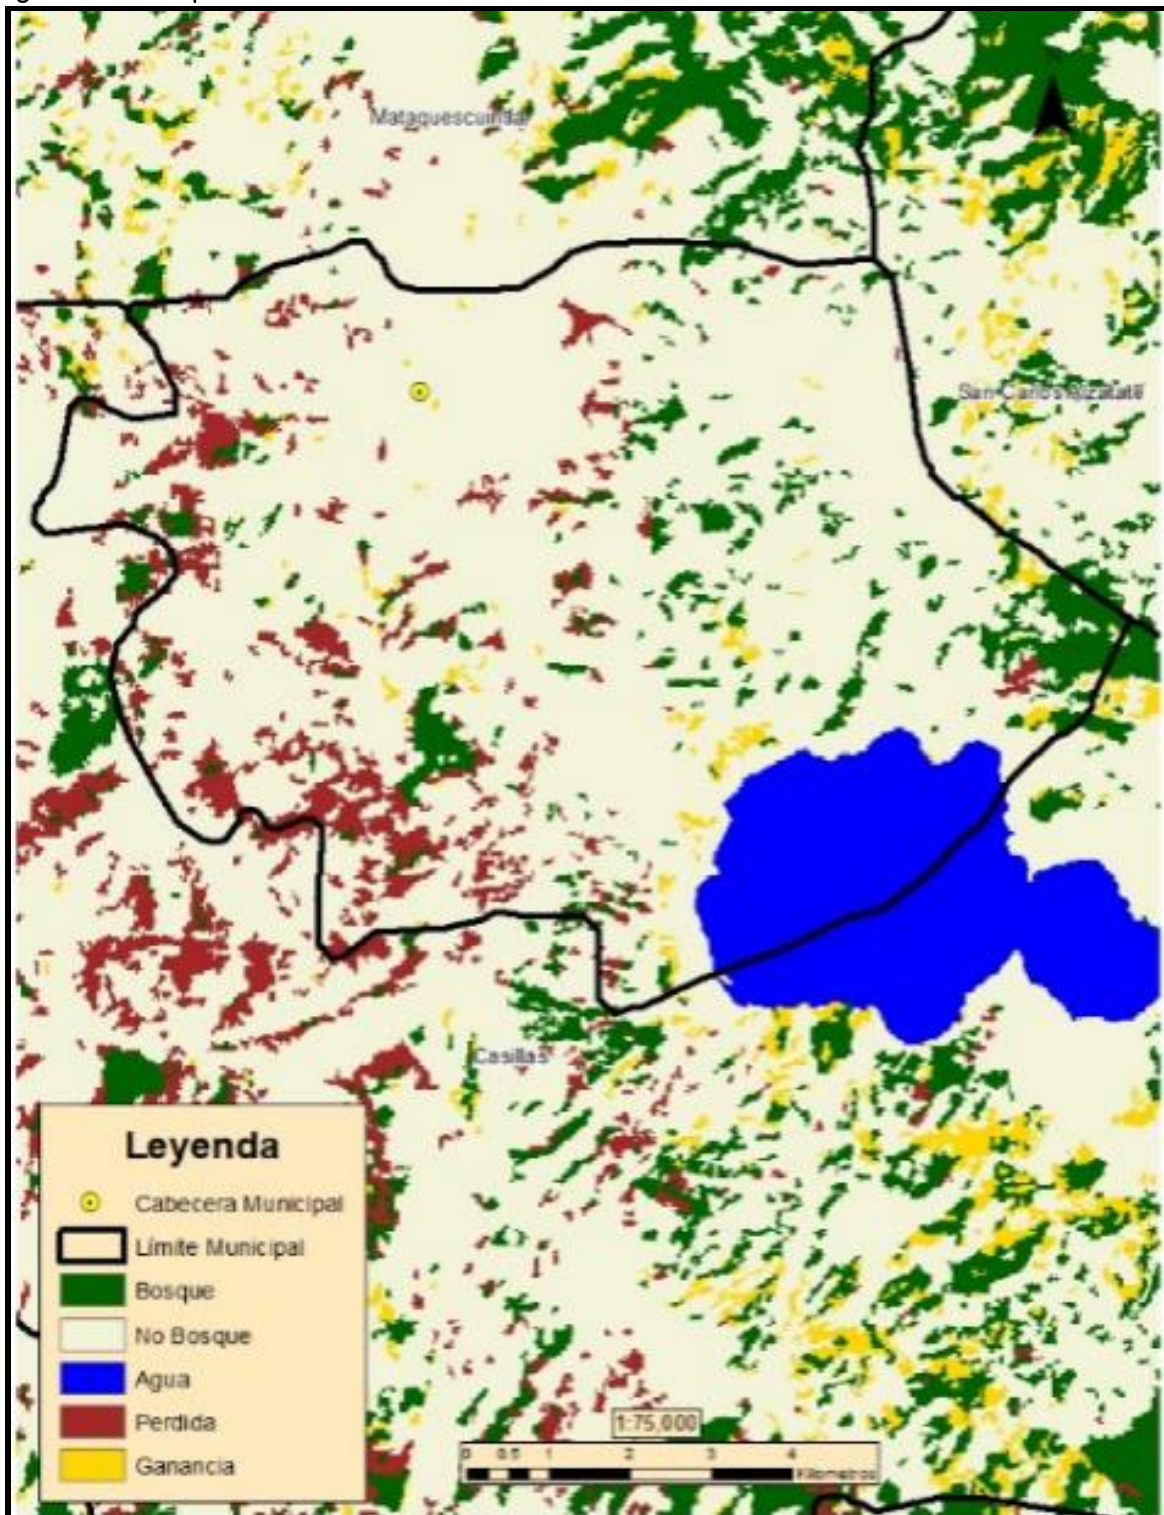 Mataquescuintla
San Carlos Alzatate
Casillas
Leyenda
Cabecera Municipal
Límite Municipal
Bosque
No Bosque
Agua
Perdida
Ganancia
1:75,000
0 0.5 1 2 3 4
Kilometros